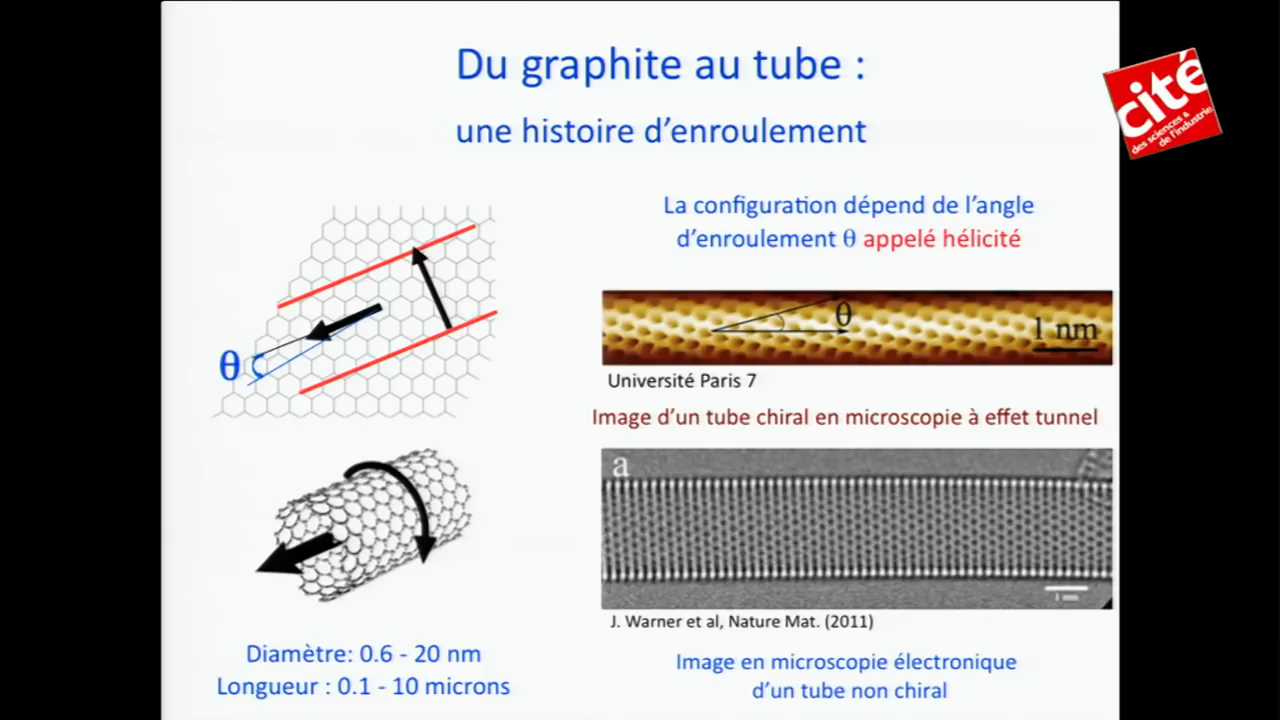 Du graphite au tube :
une histoire d’enroulement
cité
des sciences &
de l'industrie
La configuration dépend de l’angle
d’enroulement θ appelé hélicité
θ
θ
1 nm
Université Paris 7
Image d’un tube chiral en microscopie à effet tunnel
a
J. Warner et al, Nature Mat. (2011)
Diamètre: 0.6 - 20 nm
Longueur : 0.1 - 10 microns
Image en microscopie électronique
d’un tube non chiral